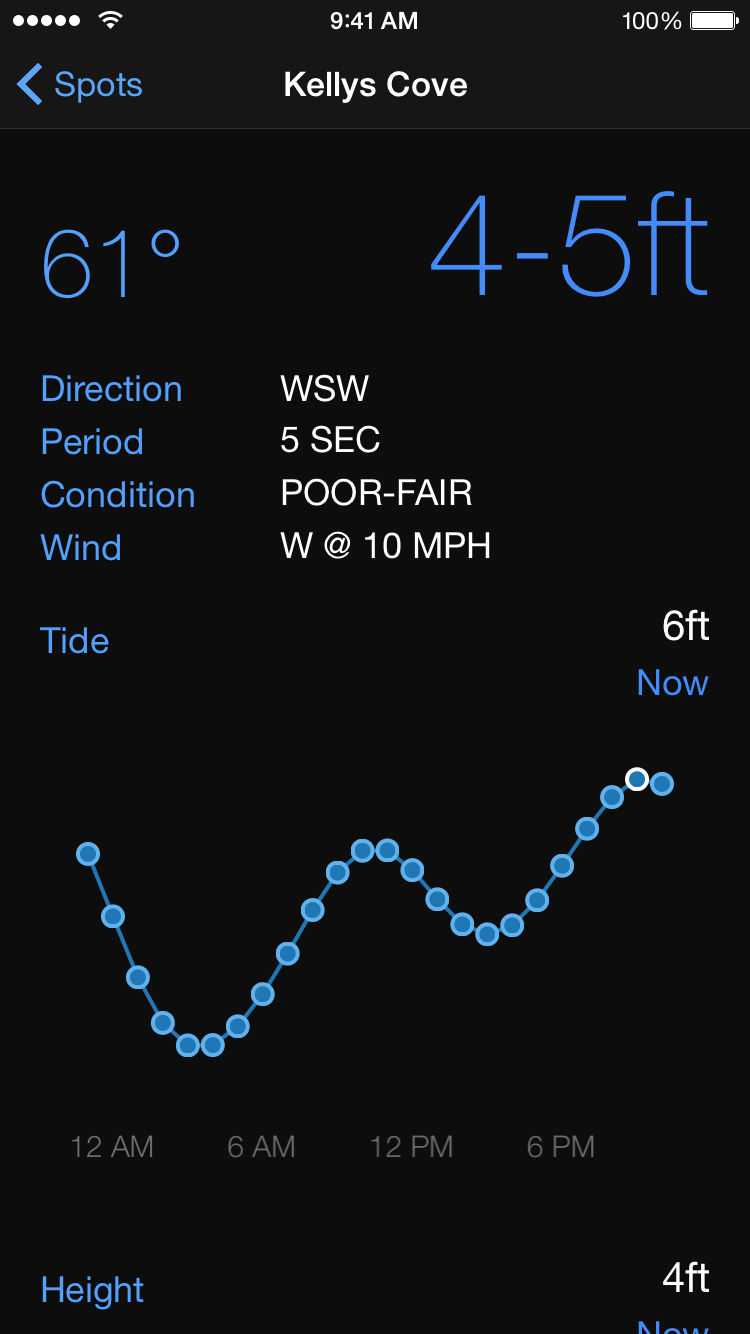 9:41 AM 100%
Spots Kellys Cove
61° 4-5ft
Direction WSW
Period 5 SEC
Condition POOR-FAIR
Wind W @ 10 MPH
Tide 6ft
Now
12 AM 6 AM 12 PM 6 PM
Height 4ft
Now